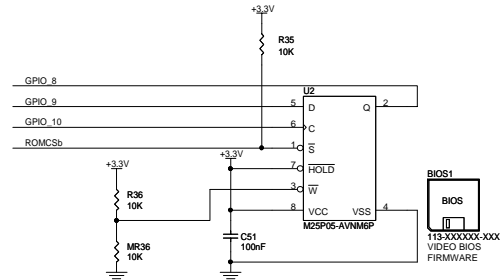 +3.3V
R35
10K
GPIO_8
U2
GPIO_9
5 D Q 2
GPIO_10
6 C
ROMCSb
1 S
+3.3V
+3.3V
7 HOLD
3 W
R36
10K
8 VCC VSS 4
M25P05-AVNM6P
C51
100nF
MR36
10K
BIOS1
BIOS
113-XXXXXX-XXX
VIDEO BIOS
FIRMWARE